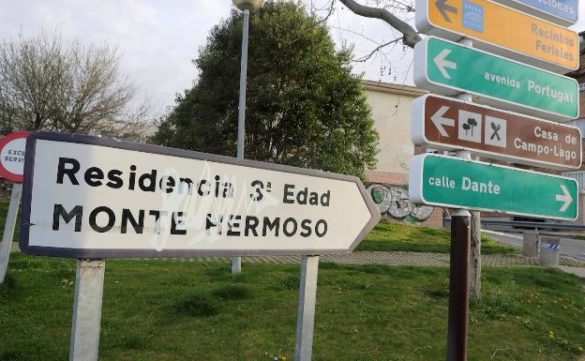 Residencia 3ª Edad
MONTE HERMOSO
Recintos
Feriales
avenida Portugal
Casa de
Campo-Lago
calle Dante